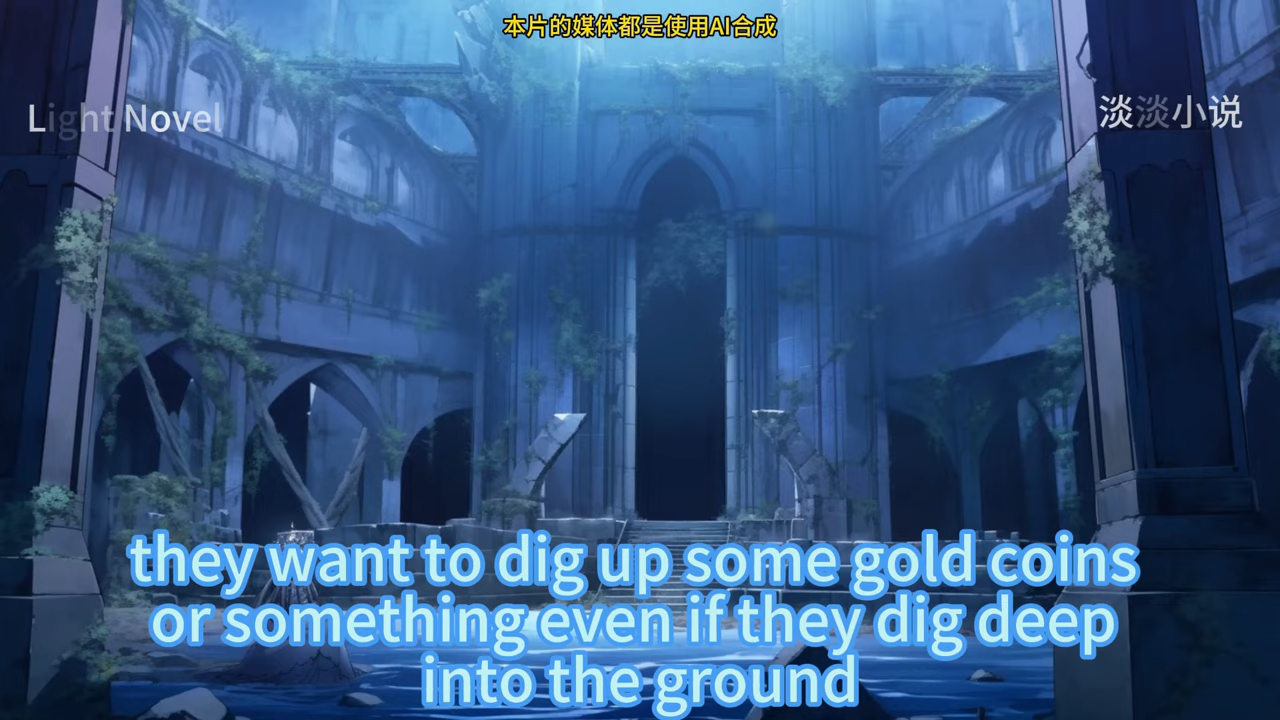 本片的媒体都是使用AI合成
Light Novel
淡淡小说
they want to dig up some gold coins
or something even if they dig deep
into the ground